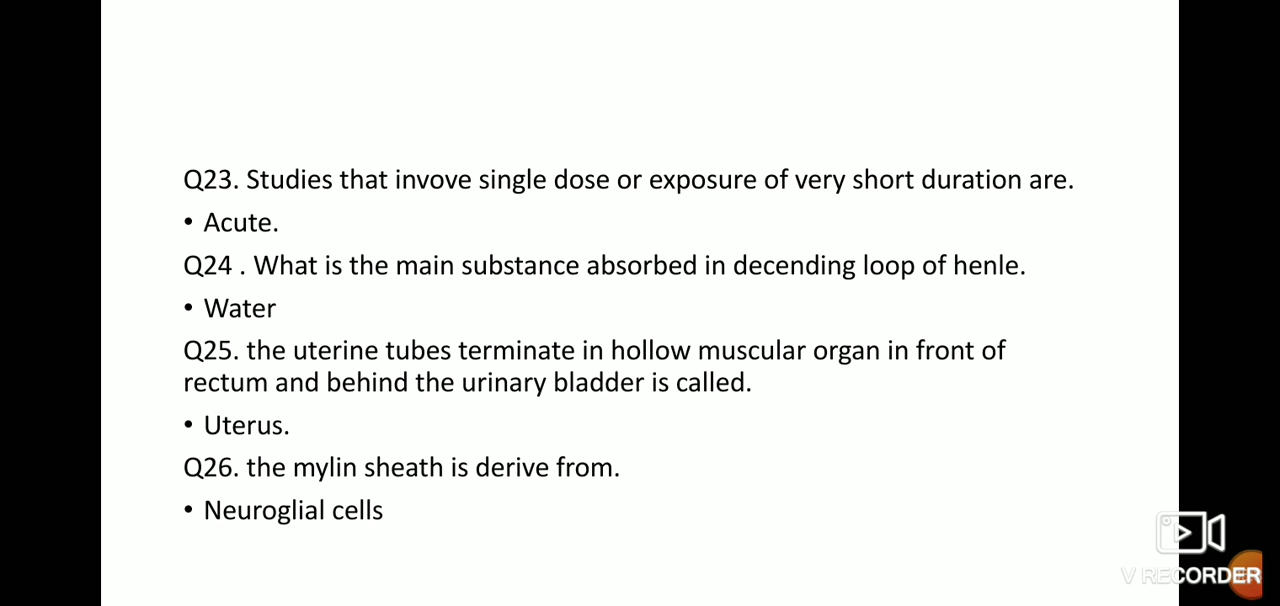 Q23. Studies that invove single dose or exposure of very short duration are.
• Acute.
Q24 . What is the main substance absorbed in decending loop of henle.
• Water
Q25. the uterine tubes terminate in hollow muscular organ in front of
rectum and behind the urinary bladder is called.
• Uterus.
Q26. the mylin sheath is derive from.
• Neuroglial cells
V RECORDER